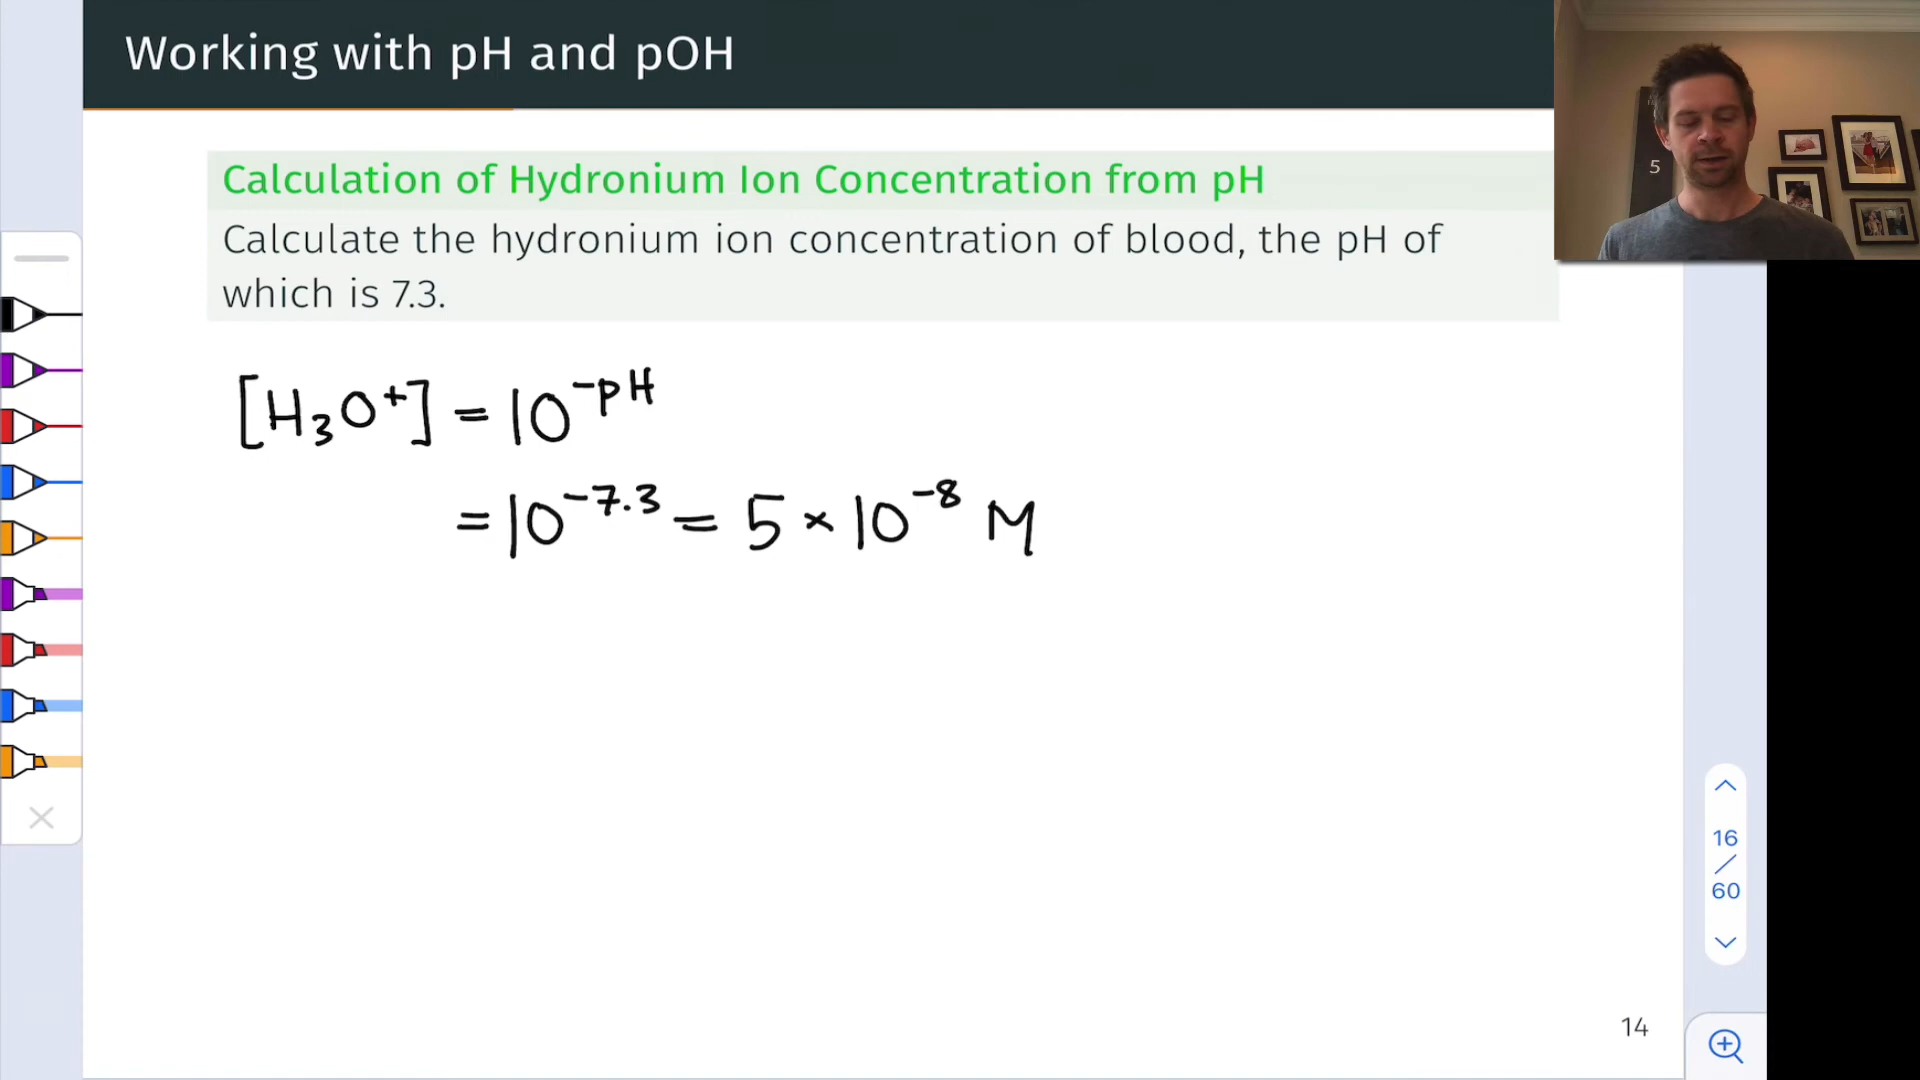 Working with pH and pOH
5
Calculation of Hydronium Ion Concentration from pH
Calculate the hydronium ion concentration of blood, the pH of
which is 7.3.
[H₃O⁺] = 10⁻ᵖᴴ
= 10⁻⁷·³ = 5 × 10⁻⁸ M
16
/
60
14